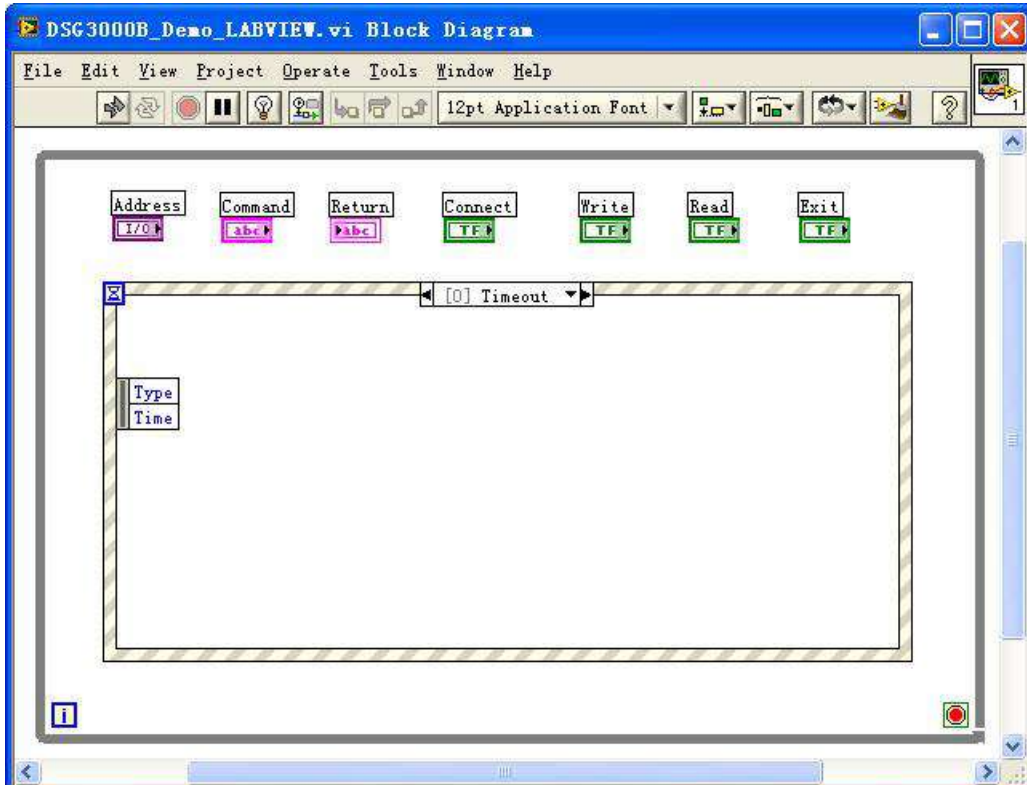 DSG3000B_Demo_LABVIEW.vi Block Diagram
File Edit View Project Operate Tools Window Help
12pt Application Font
1
Address Command Return Connect Write Read Exit
I/O abc abc TF TF TF TF
[0] Timeout
Type
Time
i